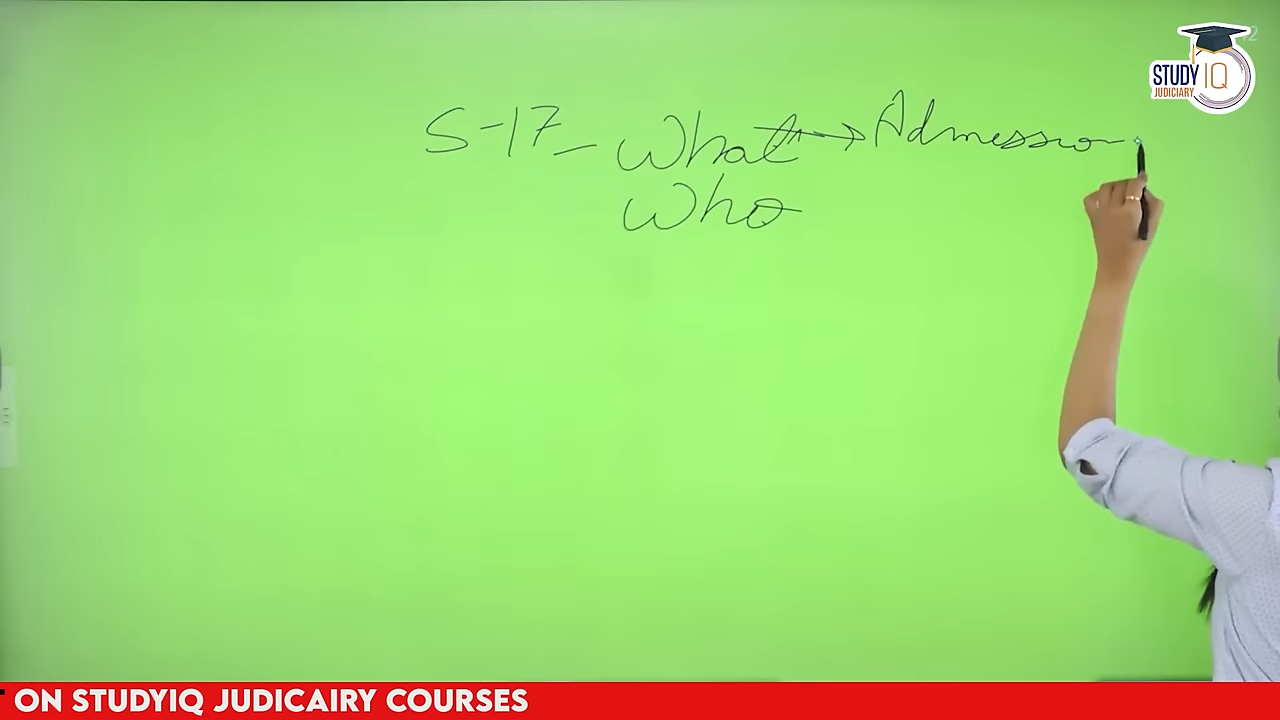 STUDY IQ
JUDICIARY
S-17 - What → Admission
Who
ON STUDYIQ JUDICAIRY COURSES